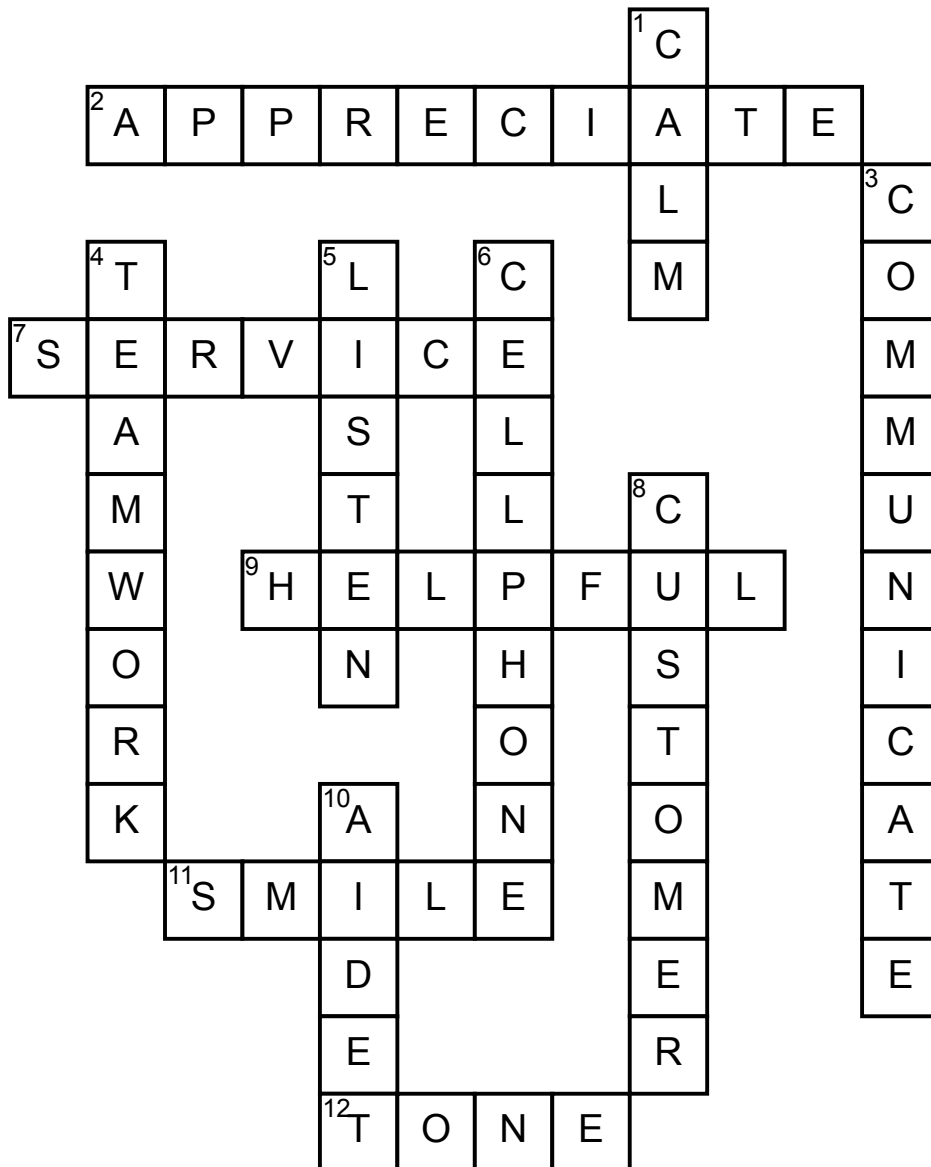 1 C
2 A P P R E C I A T E
L 3 C
4 T 5 L 6 C M O
7 S E R V I C E M
A S L M
M T L 8 C U
W 9 H E L P F U L N
O N H S I
R O T C
K 10 A N O A
11 S M I L E M T
D E E
E R
12 T O N E